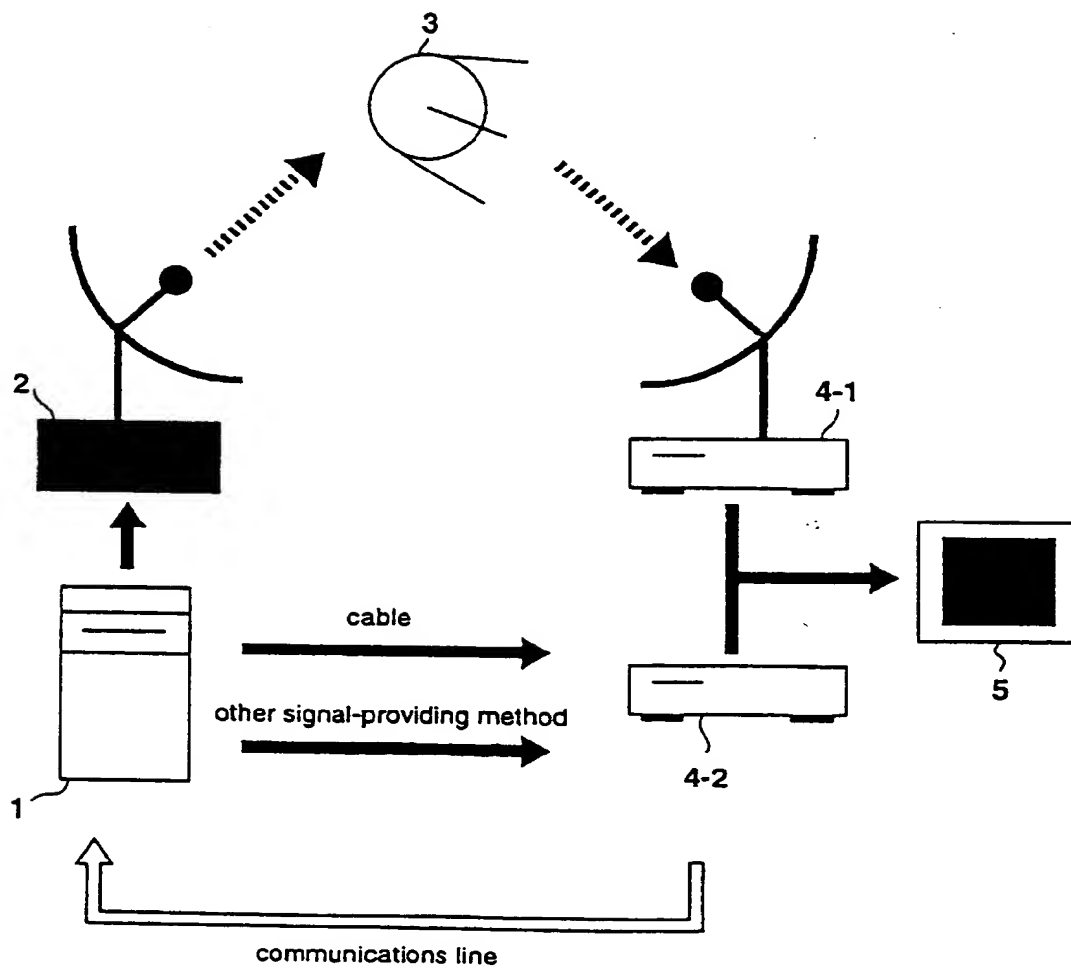 3
2
4-1
cable
5
other signal-providing method
4-2
1
communications line